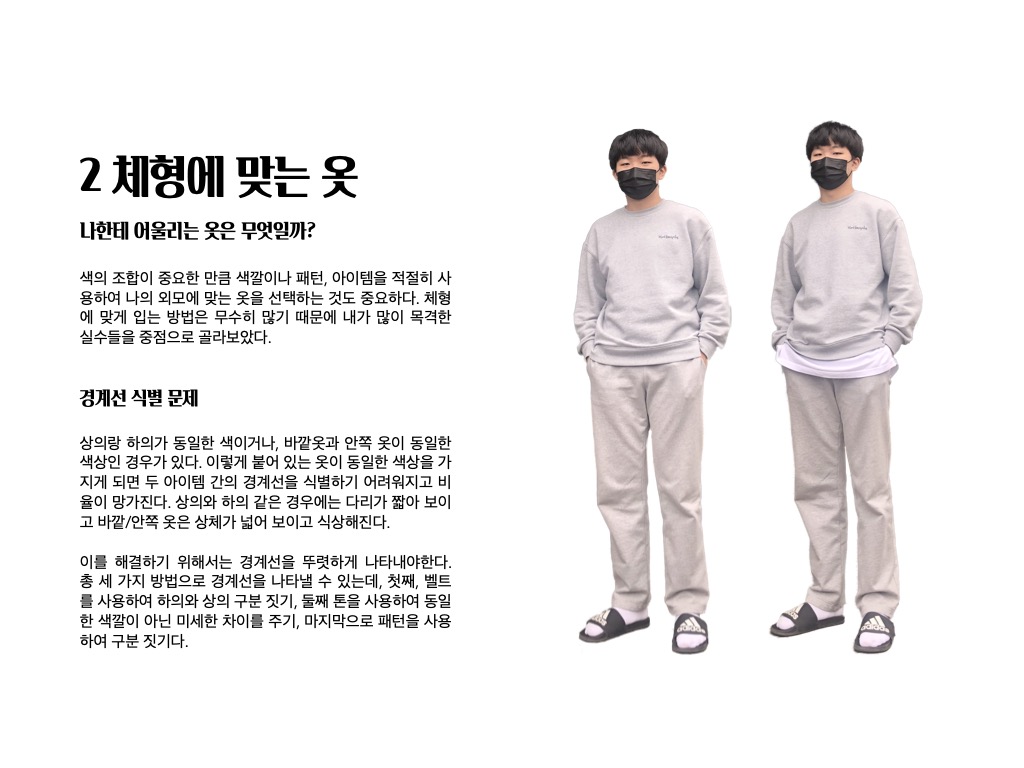 2 체형에 맞는 옷
나한테 어울리는 옷은 무엇일까?
색의 조합이 중요한 만큼 색깔이나 패턴, 아이템을 적절히 사
용하여 나의 외모에 맞는 옷을 선택하는 것도 중요하다. 체형
에 맞게 입는 방법은 무수히 많기 때문에 내가 많이 목격한
실수들을 중점으로 골라보았다.
경계선 식별 문제
상의랑 하의가 동일한 색이거나, 바깥옷과 안쪽 옷이 동일한
색상인 경우가 있다. 이렇게 붙어 있는 옷이 동일한 색상을 가
지게 되면 두 아이템 간의 경계선을 식별하기 어려워지고 비
율이 망가진다. 상의와 하의 같은 경우에는 다리가 짧아 보이
고 바깥/안쪽 옷은 상체가 넓어 보이고 식상해진다.
이를 해결하기 위해서는 경계선을 뚜렷하게 나타내야한다.
총 세 가지 방법으로 경계선을 나타낼 수 있는데, 첫째, 벨트
를 사용하여 하의와 상의 구분 짓기, 둘째 톤을 사용하여 동일
한 색깔이 아닌 미세한 차이를 주기, 마지막으로 패턴을 사용
하여 구분 짓기다.
adidas
adidas
adidas
adidas